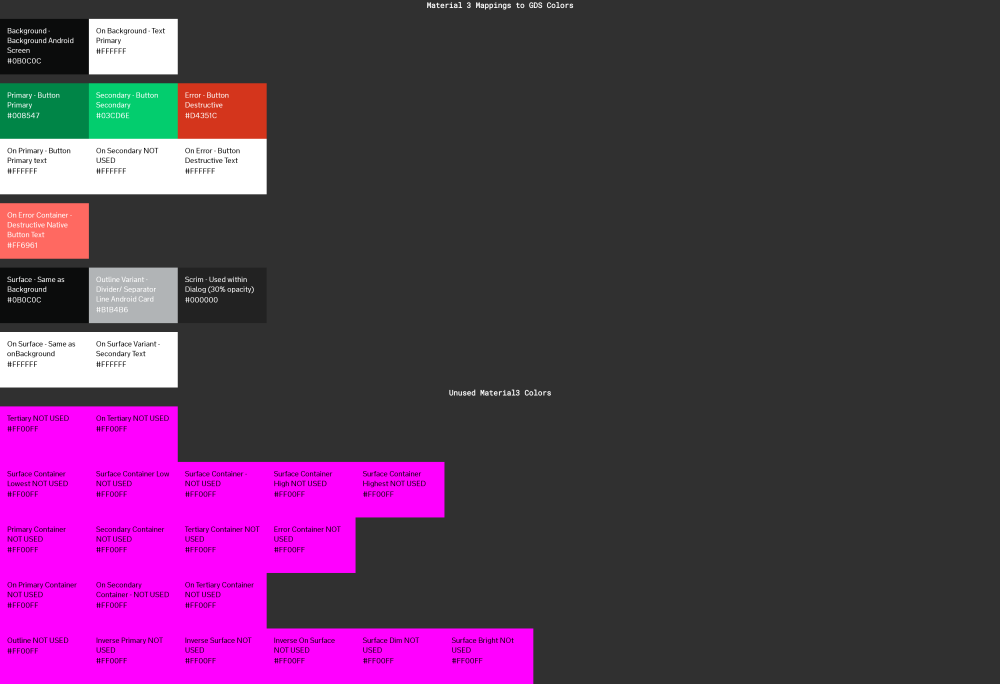 Material 3 Mappings to GDS Colors
Background -
Background Android
Screen
#0B0C0C
On Background - Text
Primary
#FFFFFF
Primary - Button
Primary
#008547
Secondary - Button
Secondary
#03CD6E
Error - Button
Destructive
#D4351C
On Primary - Button
Primary text
#FFFFFF
On Secondary NOT
USED
#FFFFFF
On Error - Button
Destructive Text
#FFFFFF
On Error Container -
Destructive Native
Button Text
#FF6961
Surface - Same as
Background
#0B0C0C
Outline Variant -
Divider/ Separator
Line Android Card
#B1B4B6
Scrim - Used within
Dialog (30% opacity)
#000000
On Surface - Same as
onBackground
#FFFFFF
On Surface Variant -
Secondary Text
#FFFFFF
Unused Material3 Colors
Tertiary NOT USED
#FF00FF
On Tertiary NOT USED
#FF00FF
Surface Container
Lowest NOT USED
#FF00FF
Surface Container Low
NOT USED
#FF00FF
Surface Container -
NOT USED
#FF00FF
Surface Container
High NOT USED
#FF00FF
Surface Container
Highest NOT USED
#FF00FF
Primary Container
NOT USED
#FF00FF
Secondary Container
NOT USED
#FF00FF
Tertiary Container NOT
USED
#FF00FF
Error Container NOT
USED
#FF00FF
On Primary Container
NOT USED
#FF00FF
On Secondary
Container - NOT USED
#FF00FF
On Tertiary Container
NOT USED
#FF00FF
Outline NOT USED
#FF00FF
Inverse Primary NOT
USED
#FF00FF
Inverse Surface NOT
USED
#FF00FF
Inverse On Surface
NOT USED
#FF00FF
Surface Dim NOT
USED
#FF00FF
Surface Bright NOt
USED
#FF00FF